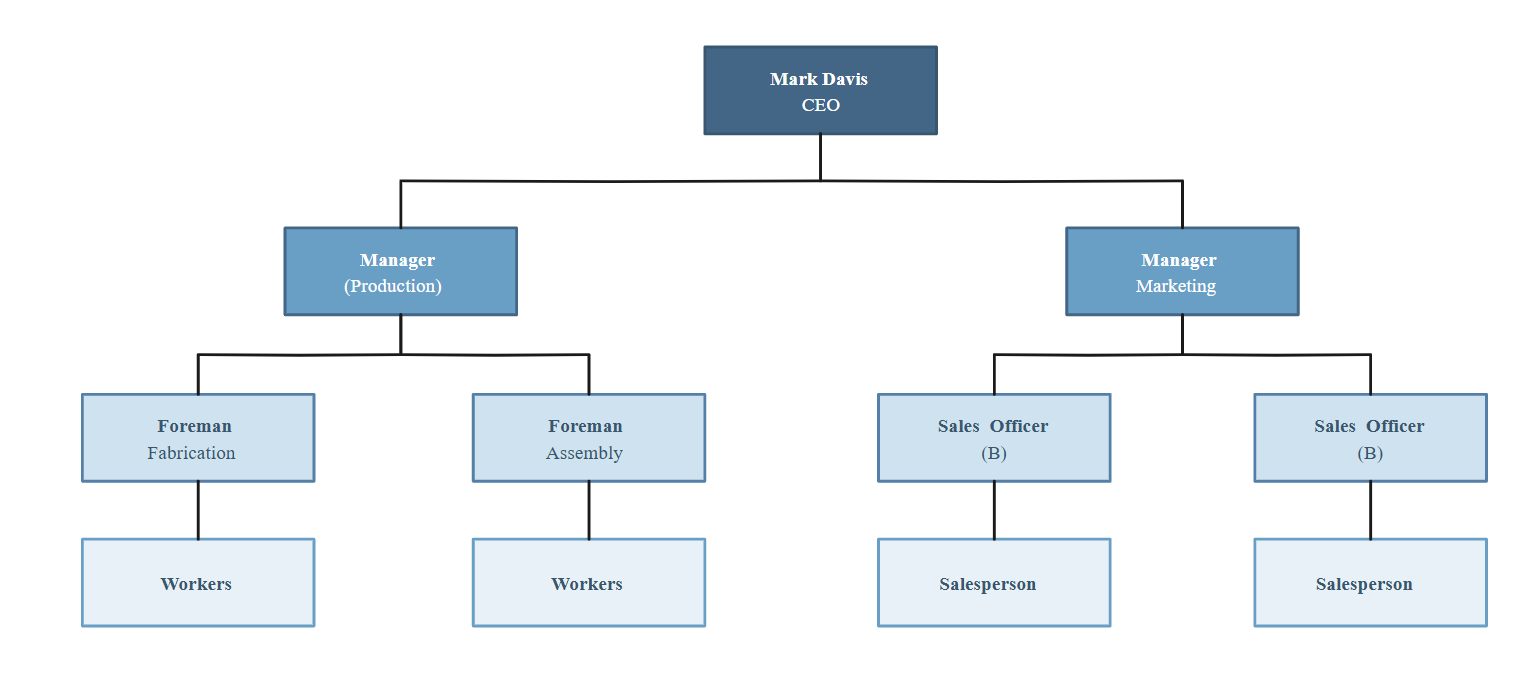 Mark Davis
CEO
Manager
(Production)
Manager
Marketing
Foreman
Fabrication
Foreman
Assembly
Sales  Officer
(B)
Sales  Officer
(B)
Workers
Workers
Salesperson
Salesperson